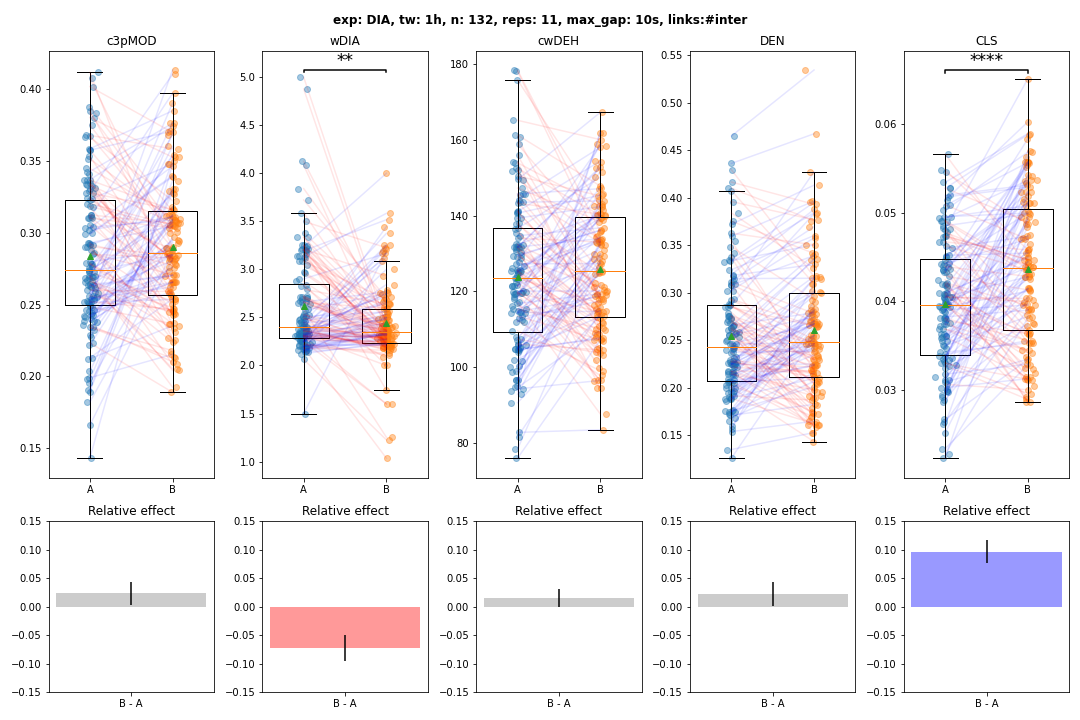 exp: DIA, tw: 1h, n: 132, reps: 11, max_gap: 10s, links:#inter
c3pMOD
0.40
0.35
0.30
0.25
0.20
0.15
A
B
wDIA
**
5.0
4.5
4.0
3.5
3.0
2.5
2.0
1.5
1.0
A
B
cwDEH
180
160
140
120
100
80
A
B
DEN
0.55
0.50
0.45
0.40
0.35
0.30
0.25
0.20
0.15
A
B
CLS
****
0.06
0.05
0.04
0.03
A
B
Relative effect
0.15
0.10
0.05
0.00
−0.05
−0.10
−0.15
B - A
Relative effect
0.15
0.10
0.05
0.00
−0.05
−0.10
−0.15
B - A
Relative effect
0.15
0.10
0.05
0.00
−0.05
−0.10
−0.15
B - A
Relative effect
0.15
0.10
0.05
0.00
−0.05
−0.10
−0.15
B - A
Relative effect
0.15
0.10
0.05
0.00
−0.05
−0.10
−0.15
B - A